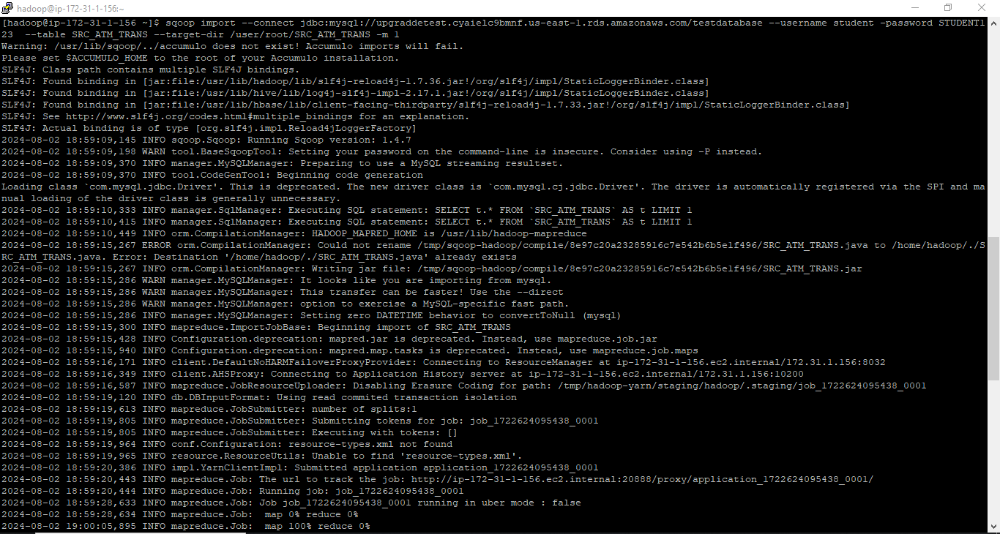 hadoop@ip-172-31-1-156:~
[hadoop@ip-172-31-1-156 ~]$ sqoop import --connect jdbc:mysql://upgraddetest.cyaielc9bmnf.us-east-1.rds.amazonaws.com/testdatabase --username student -password STUDENT1
23  --table SRC_ATM_TRANS --target-dir /user/root/SRC_ATM_TRANS -m 1
Warning: /usr/lib/sqoop/../accumulo does not exist! Accumulo imports will fail.
Please set $ACCUMULO_HOME to the root of your Accumulo installation.
SLF4J: Class path contains multiple SLF4J bindings.
SLF4J: Found binding in [jar:file:/usr/lib/hadoop/lib/slf4j-reload4j-1.7.36.jar!/org/slf4j/impl/StaticLoggerBinder.class]
SLF4J: Found binding in [jar:file:/usr/lib/hive/lib/log4j-slf4j-impl-2.17.1.jar!/org/slf4j/impl/StaticLoggerBinder.class]
SLF4J: Found binding in [jar:file:/usr/lib/hbase/lib/client-facing-thirdparty/slf4j-reload4j-1.7.33.jar!/org/slf4j/impl/StaticLoggerBinder.class]
SLF4J: See http://www.slf4j.org/codes.html#multiple_bindings for an explanation.
SLF4J: Actual binding is of type [org.slf4j.impl.Reload4jLoggerFactory]
2024-08-02 18:59:09,145 INFO sqoop.Sqoop: Running Sqoop version: 1.4.7
2024-08-02 18:59:09,198 WARN tool.BaseSqoopTool: Setting your password on the command-line is insecure. Consider using -P instead.
2024-08-02 18:59:09,370 INFO manager.MySQLManager: Preparing to use a MySQL streaming resultset.
2024-08-02 18:59:09,370 INFO tool.CodeGenTool: Beginning code generation
Loading class `com.mysql.jdbc.Driver'. This is deprecated. The new driver class is `com.mysql.cj.jdbc.Driver'. The driver is automatically registered via the SPI and ma
nual loading of the driver class is generally unnecessary.
2024-08-02 18:59:10,333 INFO manager.SqlManager: Executing SQL statement: SELECT t.* FROM `SRC_ATM_TRANS` AS t LIMIT 1
2024-08-02 18:59:10,415 INFO manager.SqlManager: Executing SQL statement: SELECT t.* FROM `SRC_ATM_TRANS` AS t LIMIT 1
2024-08-02 18:59:10,449 INFO orm.CompilationManager: HADOOP_MAPRED_HOME is /usr/lib/hadoop-mapreduce
2024-08-02 18:59:15,267 ERROR orm.CompilationManager: Could not rename /tmp/sqoop-hadoop/compile/8e97c20a23285916c7e542b6b5e1f496/SRC_ATM_TRANS.java to /home/hadoop/./S
RC_ATM_TRANS.java. Error: Destination '/home/hadoop/./SRC_ATM_TRANS.java' already exists
2024-08-02 18:59:15,267 INFO orm.CompilationManager: Writing jar file: /tmp/sqoop-hadoop/compile/8e97c20a23285916c7e542b6b5e1f496/SRC_ATM_TRANS.jar
2024-08-02 18:59:15,286 WARN manager.MySQLManager: It looks like you are importing from mysql.
2024-08-02 18:59:15,286 WARN manager.MySQLManager: This transfer can be faster! Use the --direct
2024-08-02 18:59:15,286 WARN manager.MySQLManager: option to exercise a MySQL-specific fast path.
2024-08-02 18:59:15,286 INFO manager.MySQLManager: Setting zero DATETIME behavior to convertToNull (mysql)
2024-08-02 18:59:15,300 INFO mapreduce.ImportJobBase: Beginning import of SRC_ATM_TRANS
2024-08-02 18:59:15,428 INFO Configuration.deprecation: mapred.jar is deprecated. Instead, use mapreduce.job.jar
2024-08-02 18:59:15,940 INFO Configuration.deprecation: mapred.map.tasks is deprecated. Instead, use mapreduce.job.maps
2024-08-02 18:59:16,171 INFO client.DefaultNoHARMFailoverProxyProvider: Connecting to ResourceManager at ip-172-31-1-156.ec2.internal/172.31.1.156:8032
2024-08-02 18:59:16,349 INFO client.AHSProxy: Connecting to Application History server at ip-172-31-1-156.ec2.internal/172.31.1.156:10200
2024-08-02 18:59:16,587 INFO mapreduce.JobResourceUploader: Disabling Erasure Coding for path: /tmp/hadoop-yarn/staging/hadoop/.staging/job_1722624095438_0001
2024-08-02 18:59:19,120 INFO db.DBInputFormat: Using read commited transaction isolation
2024-08-02 18:59:19,613 INFO mapreduce.JobSubmitter: number of splits:1
2024-08-02 18:59:19,805 INFO mapreduce.JobSubmitter: Submitting tokens for job: job_1722624095438_0001
2024-08-02 18:59:19,805 INFO mapreduce.JobSubmitter: Executing with tokens: []
2024-08-02 18:59:19,964 INFO conf.Configuration: resource-types.xml not found
2024-08-02 18:59:19,965 INFO resource.ResourceUtils: Unable to find 'resource-types.xml'.
2024-08-02 18:59:20,386 INFO impl.YarnClientImpl: Submitted application application_1722624095438_0001
2024-08-02 18:59:20,443 INFO mapreduce.Job: The url to track the job: http://ip-172-31-1-156.ec2.internal:20888/proxy/application_1722624095438_0001/
2024-08-02 18:59:20,444 INFO mapreduce.Job: Running job: job_1722624095438_0001
2024-08-02 18:59:28,633 INFO mapreduce.Job: Job job_1722624095438_0001 running in uber mode : false
2024-08-02 18:59:28,634 INFO mapreduce.Job:  map 0% reduce 0%
2024-08-02 19:00:05,895 INFO mapreduce.Job:  map 100% reduce 0%